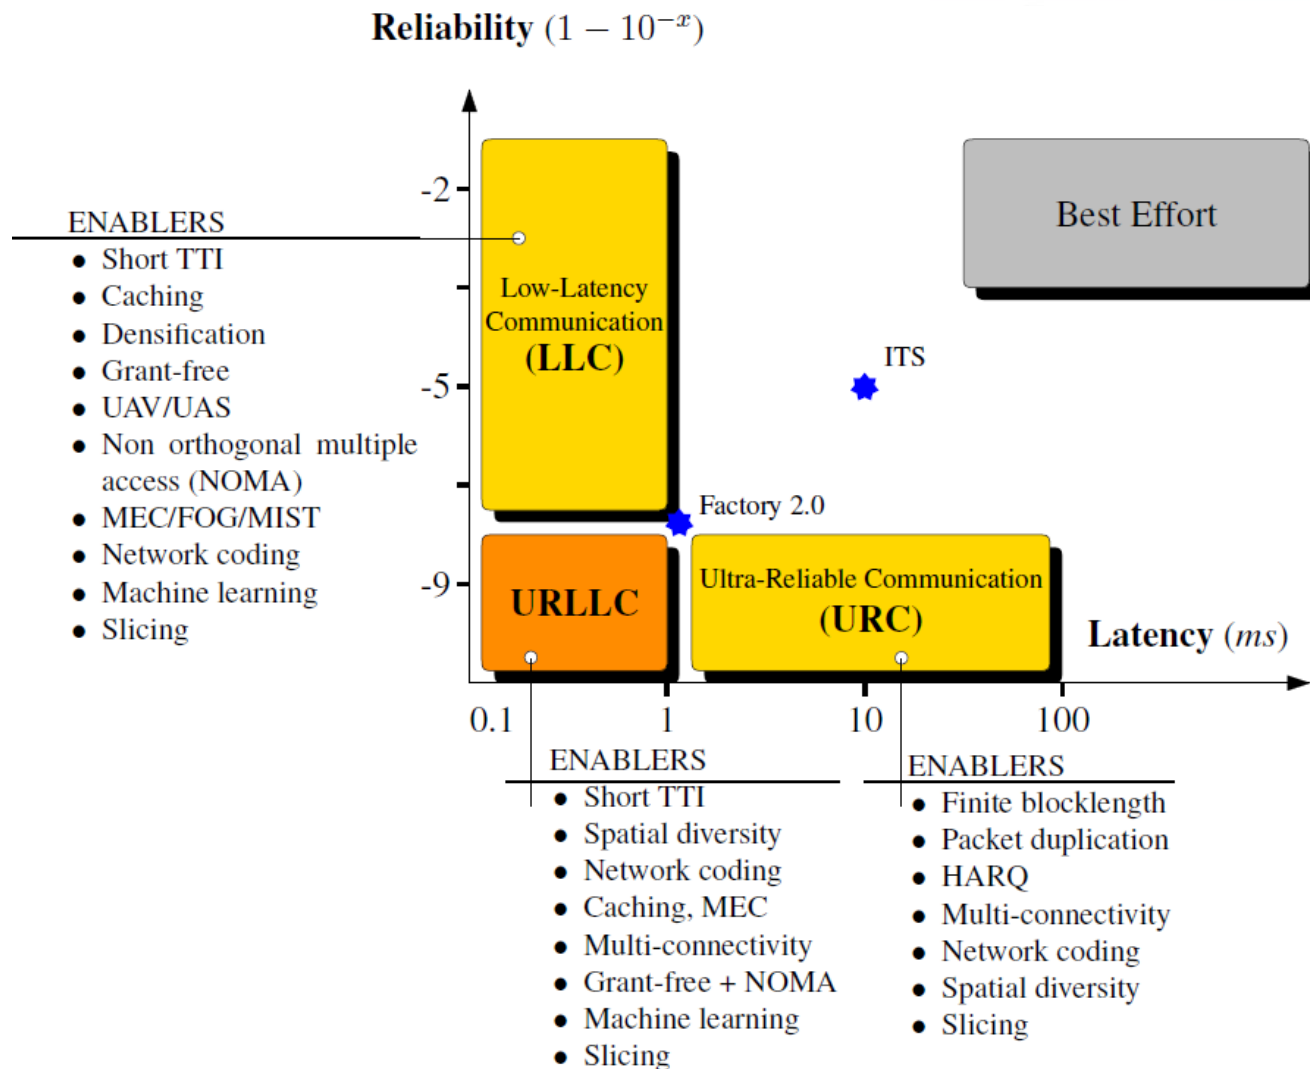 Reliability (1 − 10^{−x})
-2
-5
-9
ENABLERS
● Short TTI
● Caching
● Densification
● Grant-free
● UAV/UAS
● Non orthogonal multiple
access (NOMA)
● MEC/FOG/MIST
● Network coding
● Machine learning
● Slicing
Low-Latency
Communication
(LLC)
Best Effort
ITS
Factory 2.0
URLLC
Ultra-Reliable Communication
(URC)
Latency (ms)
0.1
1
10
100
ENABLERS
● Short TTI
● Spatial diversity
● Network coding
● Caching, MEC
● Multi-connectivity
● Grant-free + NOMA
● Machine learning
● Slicing
ENABLERS
● Finite blocklength
● Packet duplication
● HARQ
● Multi-connectivity
● Network coding
● Spatial diversity
● Slicing